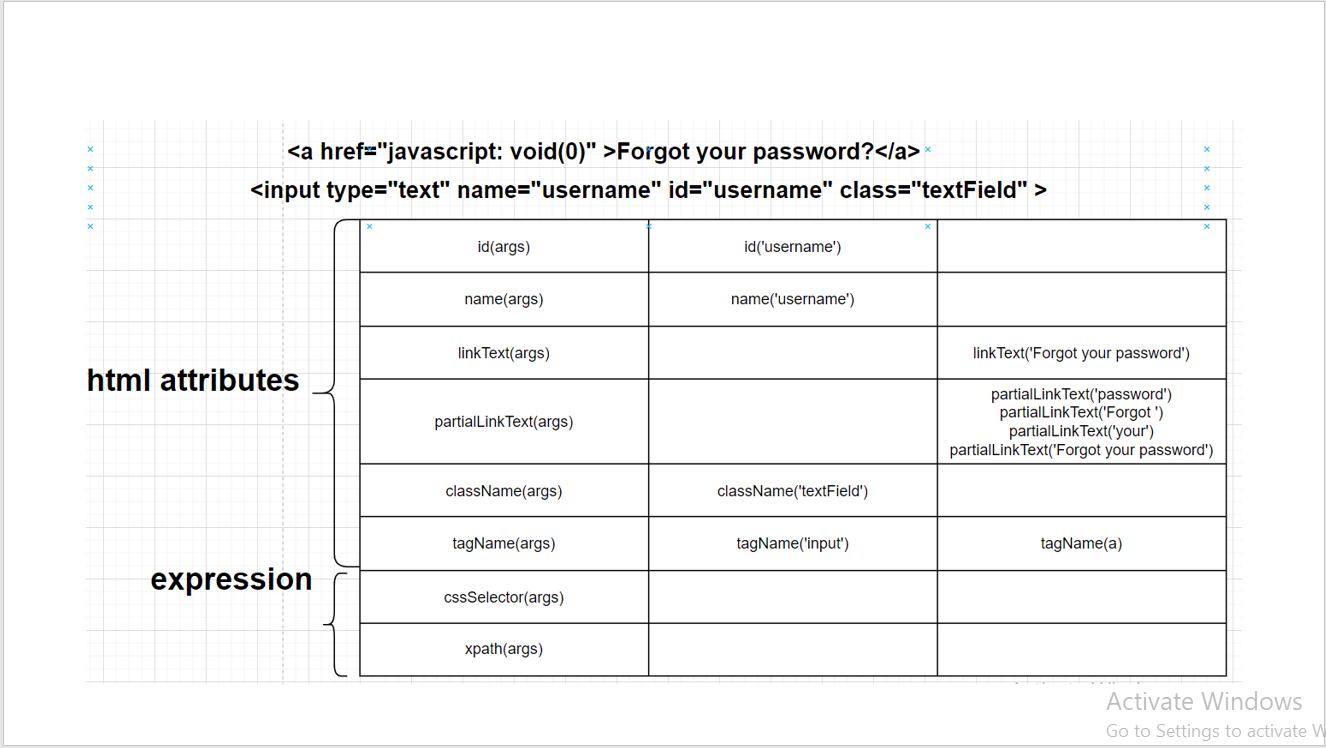 <a href="javascript: void(0)" >Forgot your password?</a>
<input type="text" name="username" id="username" class="textField" >
html attributes
expression
id(args)
id('username')
name(args)
name('username')
linkText(args)
linkText('Forgot your password')
partialLinkText(args)
partialLinkText('password')
partialLinkText('Forgot ')
partialLinkText('your')
partialLinkText('Forgot your password')
className(args)
className('textField')
tagName(args)
tagName('input')
tagName(a)
cssSelector(args)
xpath(args)
Activate Windows
Go to Settings to activate